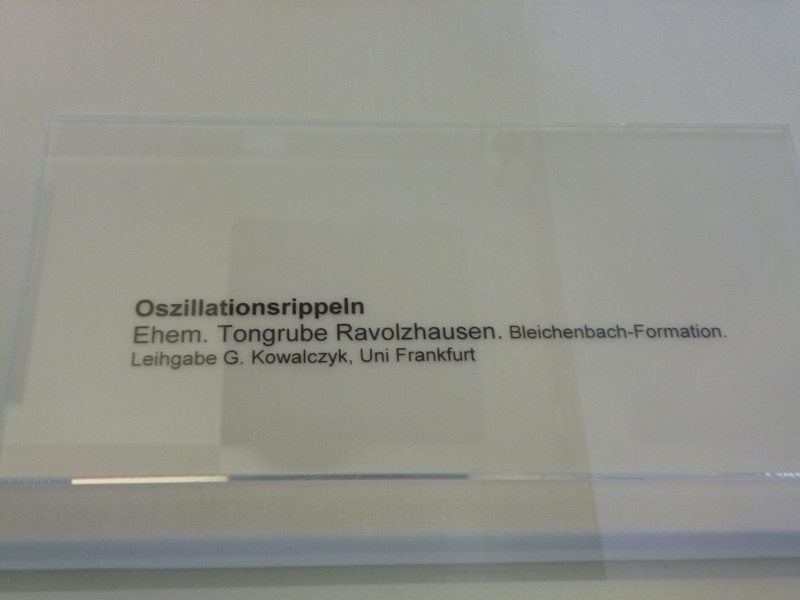 Oszillationsrippeln
Ehem. Tongrube Ravolzhausen. Bleichenbach-Formation.
Leihgabe G. Kowalczyk, Uni Frankfurt